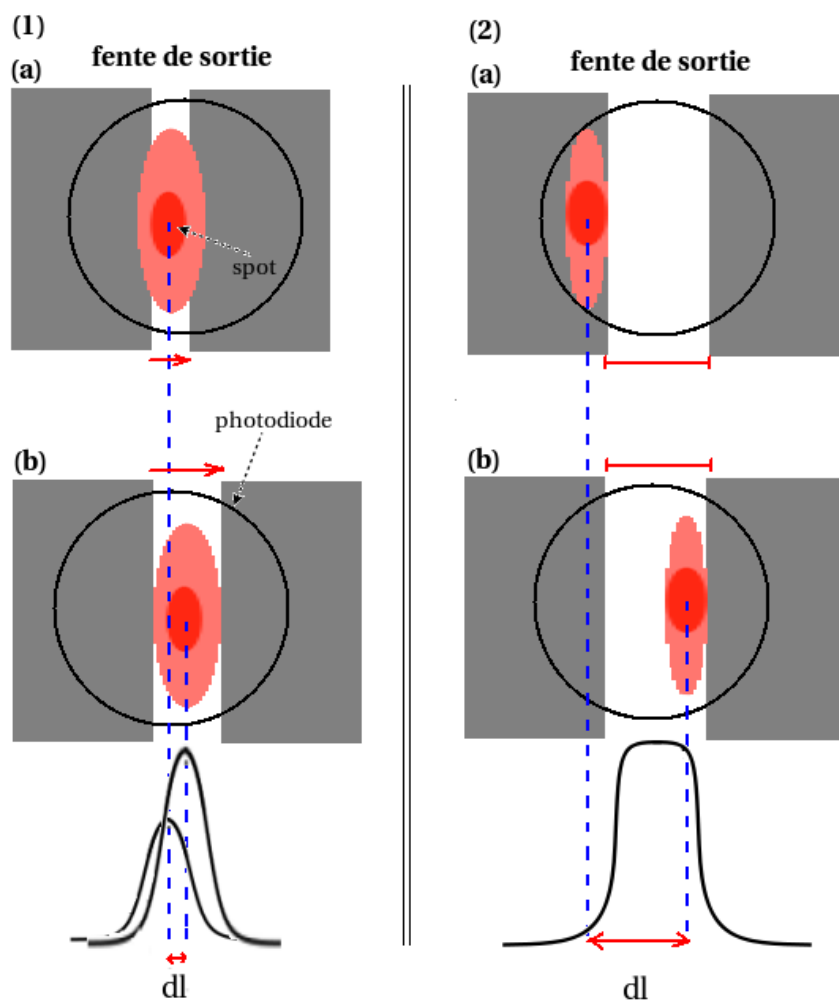 (1)
fente de sortie
(a)
spot
photodiode
(b)
dl
(2)
fente de sortie
(a)
(b)
dl